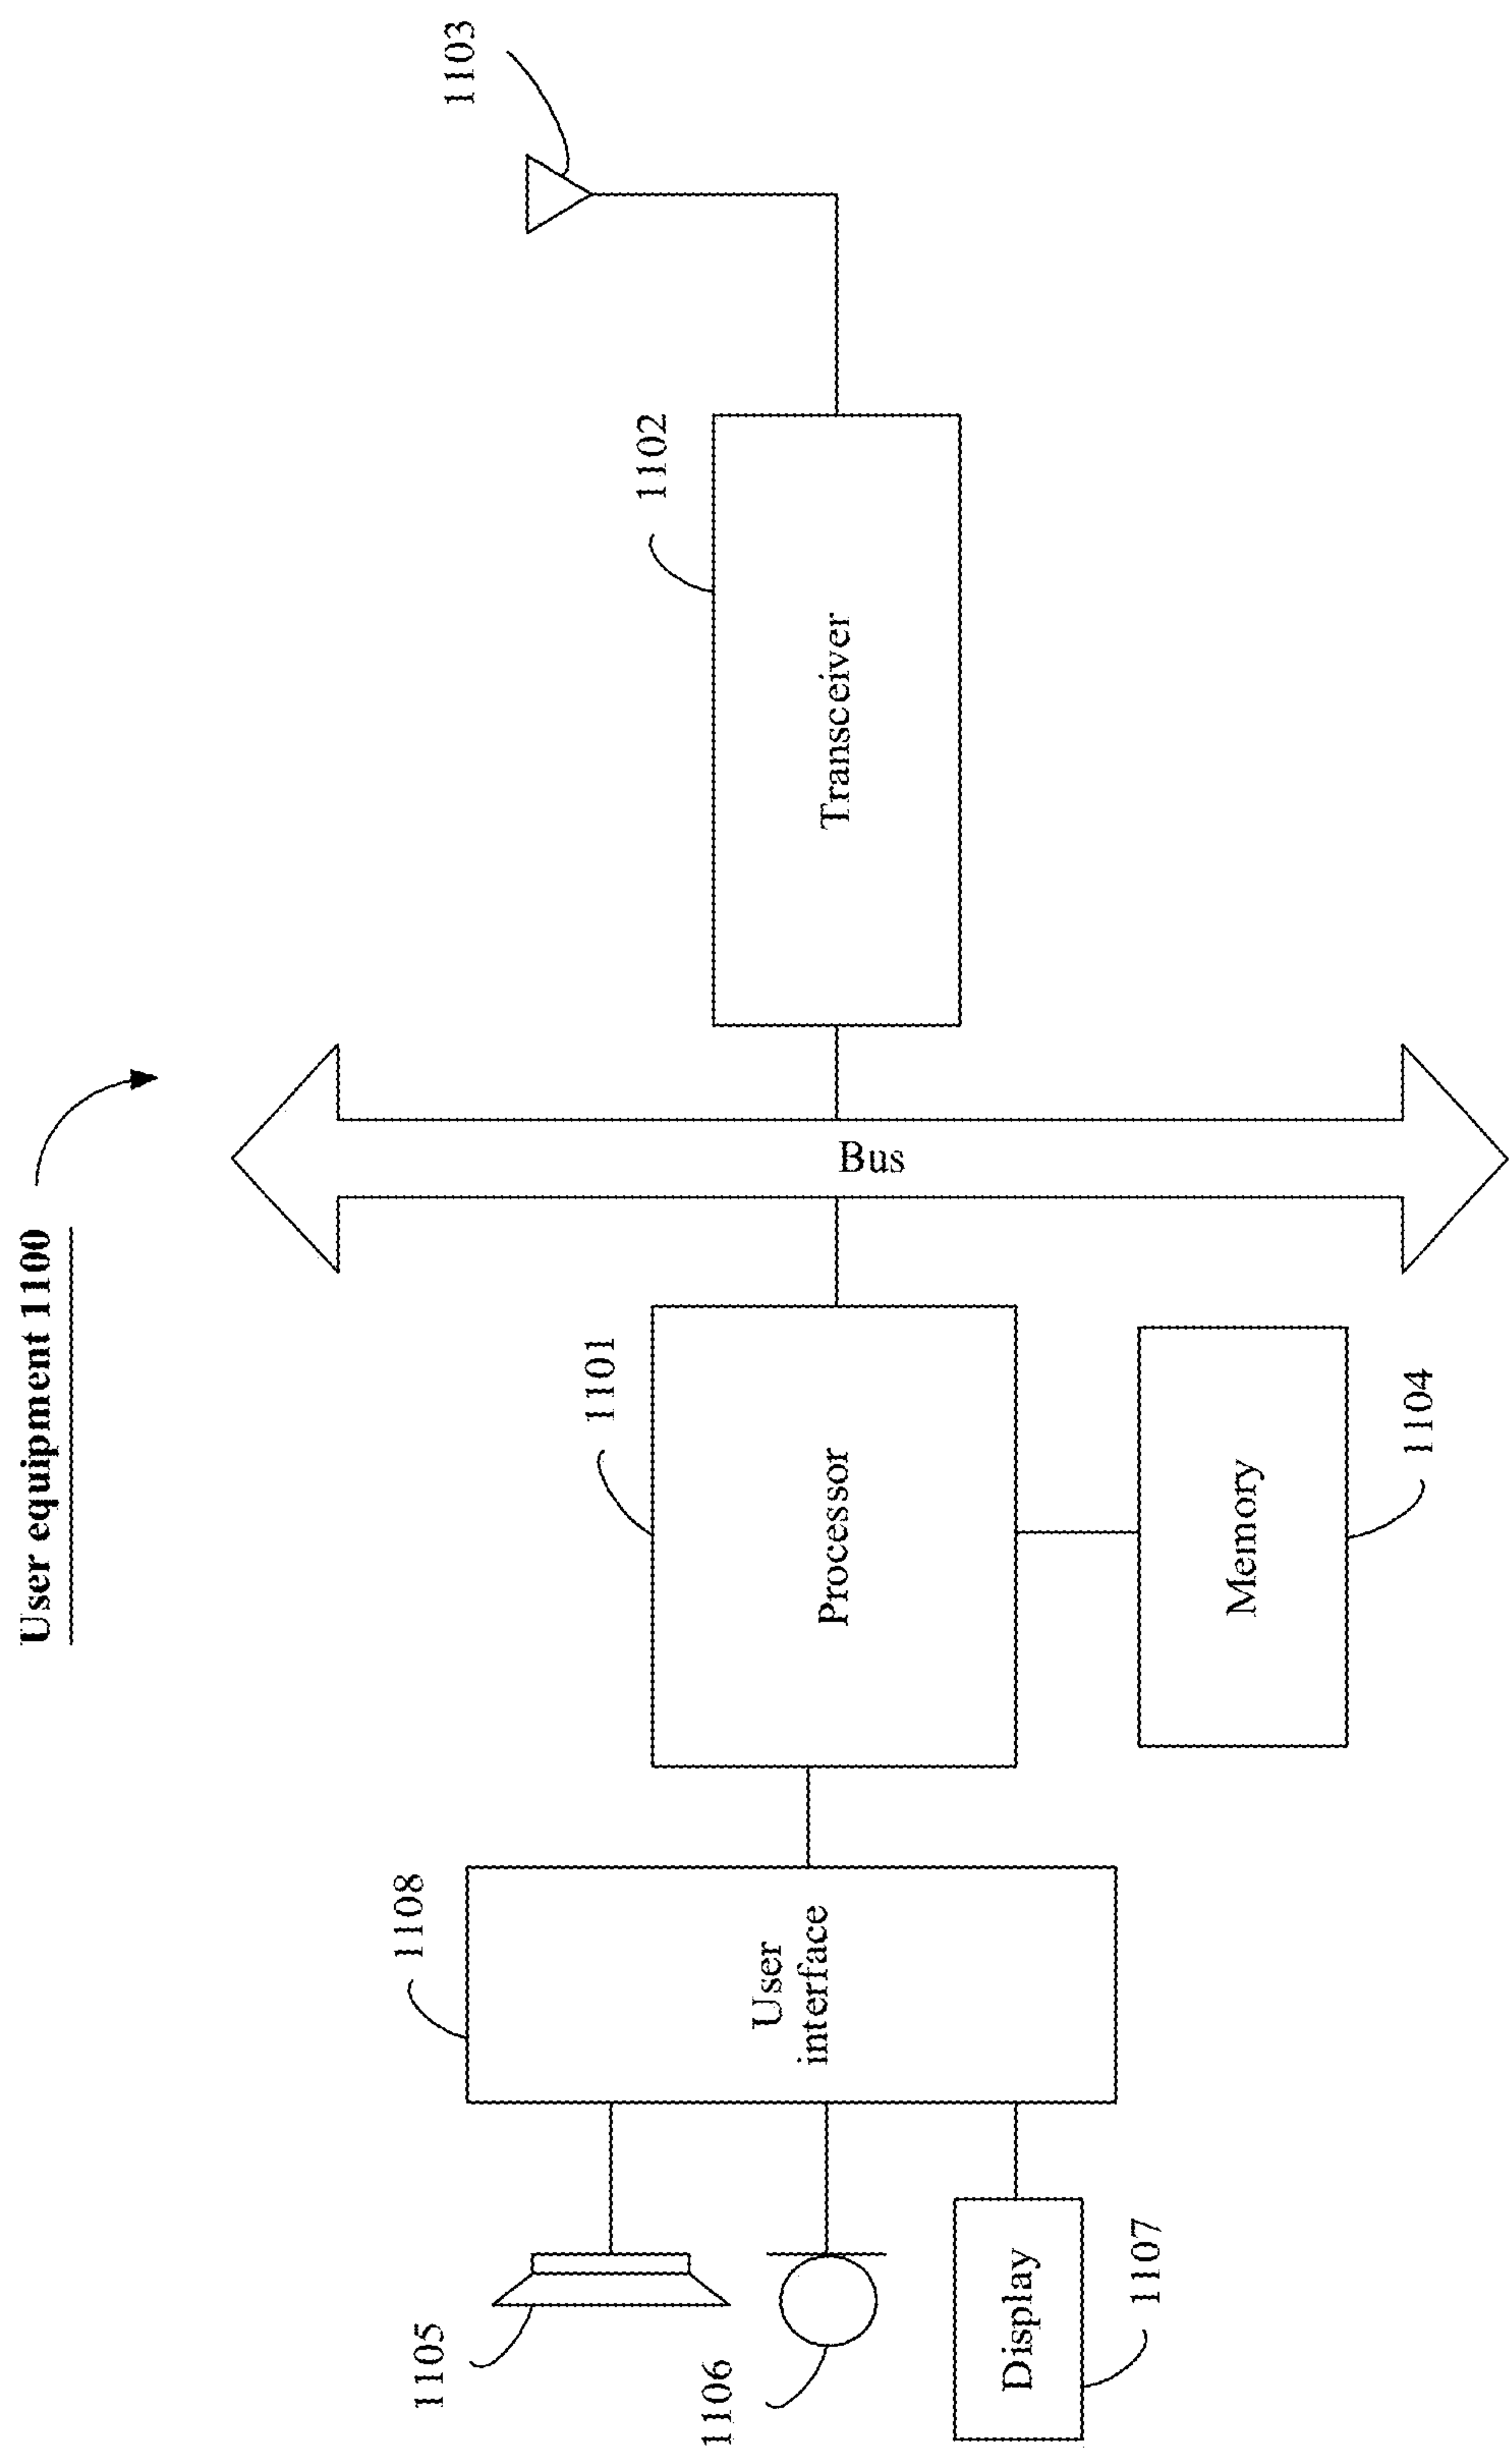 User equipment 1100
1105
1108
1101
1102
1103
1106
User
interface
Processor
Bus
Transceiver
Display
1107
Memory
1104